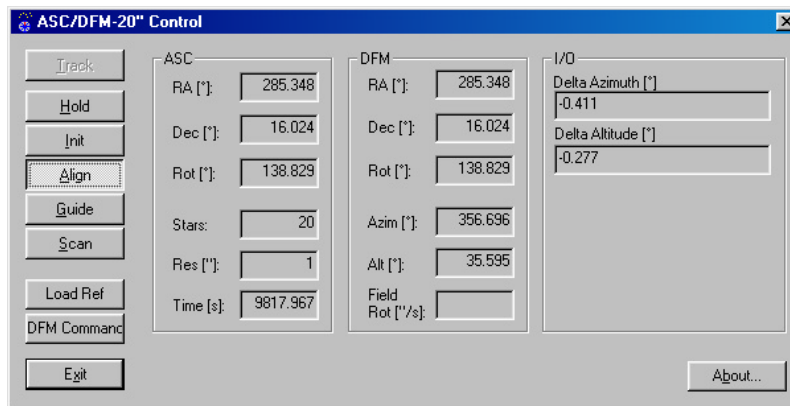 ASC/DFM-20" Control
Track
Hold
Init
Align
Guide
Scan
Load Ref
DFM Command
Exit
ASC
RA [°]: 285.348
Dec [°]: 16.024
Rot [°]: 138.829
Stars: 20
Res ["]: 1
Time [s]: 9817.967
DFM
RA [°]: 285.348
Dec [°]: 16.024
Rot [°]: 138.829
Azim [°]: 356.696
Alt [°]: 35.595
Field
Rot ["/s]:
I/O
Delta Azimuth [°]
-0.411
Delta Altitude [°]
-0.277
About...